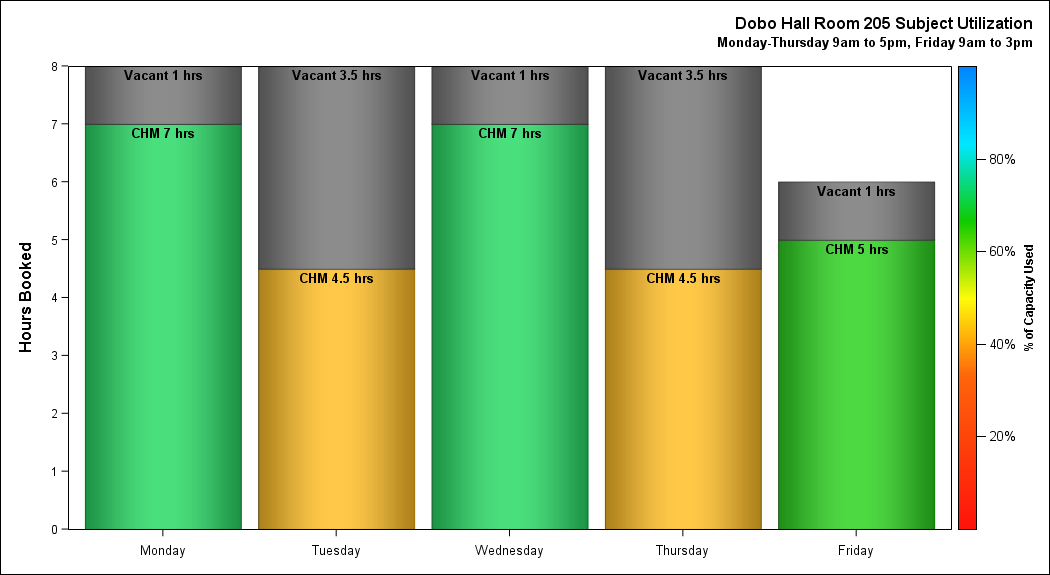 Dobo Hall Room 205 Subject Utilization
Monday-Thursday 9am to 5pm, Friday 9am to 3pm
Hours Booked
8
7
6
5
4
3
2
1
0
Vacant 1 hrs
CHM 7 hrs
Vacant 3.5 hrs
CHM 4.5 hrs
Vacant 1 hrs
CHM 7 hrs
Vacant 3.5 hrs
CHM 4.5 hrs
Vacant 1 hrs
CHM 5 hrs
Monday
Tuesday
Wednesday
Thursday
Friday
80%
60%
40%
20%
% of Capacity Used